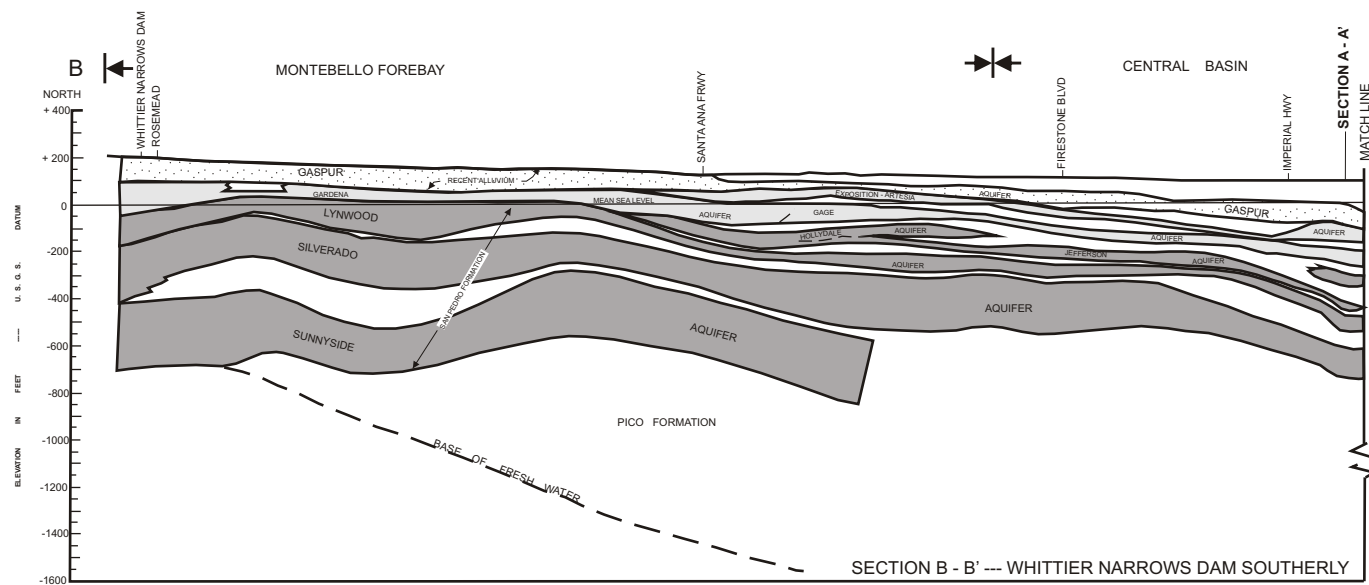 B
MONTEBELLO FOREBAY
CENTRAL BASIN
NORTH
WHITTIER NARROWS DAM
ROSEMEAD
SANTA ANA FRWY
FIRESTONE BLVD
IMPERIAL HWY
SECTION A - A'
MATCH LINE
+ 400
+ 200
0
-200
-400
-600
-800
-1000
-1200
-1400
-1600
ELEVATION IN FEET ---- U. S. G. S. DATUM
GASPUR
RECENT ALLUVIUM
GARDENA
MEAN SEA LEVEL
EXPOSITION - ARTESIA
AQUIFER
LYNWOOD
AQUIFER
GAGE
GASPUR
HOLLYDALE
AQUIFER
AQUIFER
AQUIFER
SILVERADO
AQUIFER
JEFFERSON
AQUIFER
SAN PEDRO FORMATION
AQUIFER
SUNNYSIDE
AQUIFER
PICO FORMATION
BASE OF FRESH WATER
SECTION B - B' --- WHITTIER NARROWS DAM SOUTHERLY